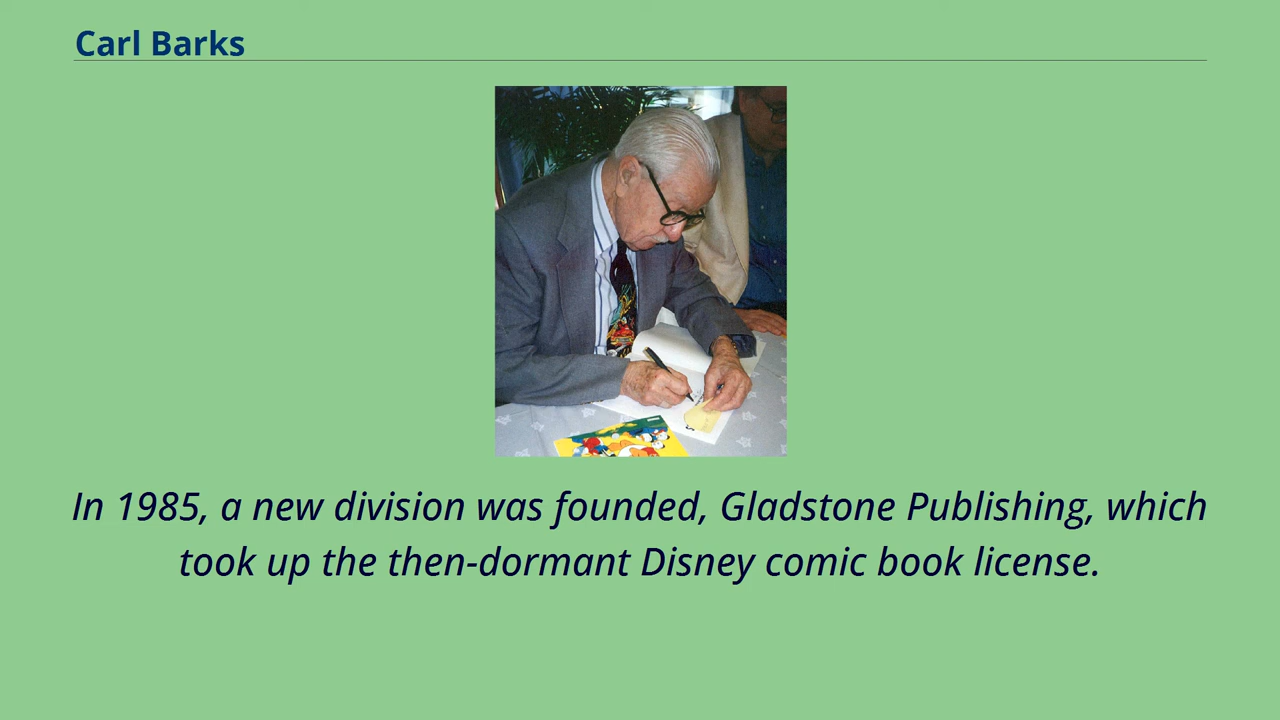 Carl Barks
In 1985, a new division was founded, Gladstone Publishing, which
took up the then-dormant Disney comic book license.